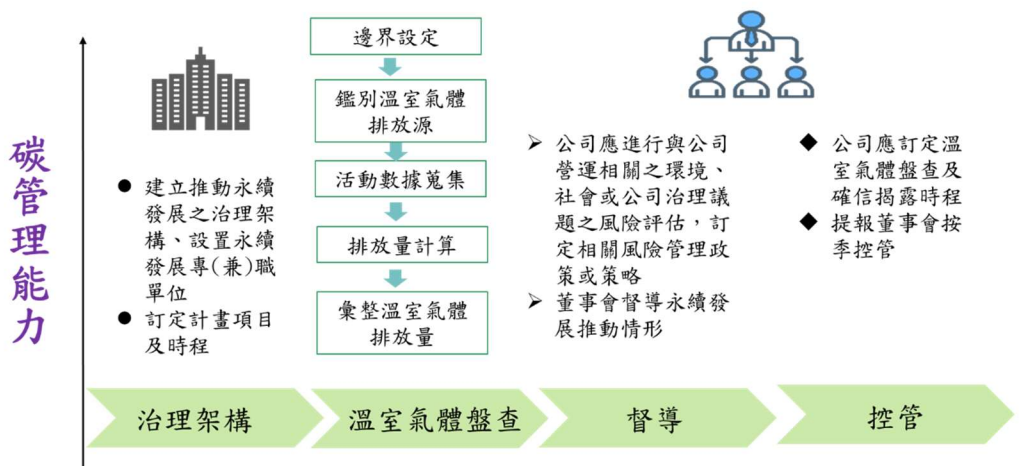 碳管理能力
● 建立推動永續
發展之治理架
構、設置永續
發展專(兼)職
單位
● 訂定計畫項目
及時程
邊界設定
鑑別溫室氣體
排放源
活動數據蒐集
排放量計算
彙整溫室氣體
排放量
➢ 公司應進行與公司
營運相關之環境、
社會或公司治理議
題之風險評估，訂
定相關風險管理政
策或策略
➢ 董事會督導永續發
展推動情形
◆ 公司應訂定溫
室氣體盤查及
確信揭露時程
◆ 提報董事會按
季控管
治理架構
溫室氣體盤查
督導
控管